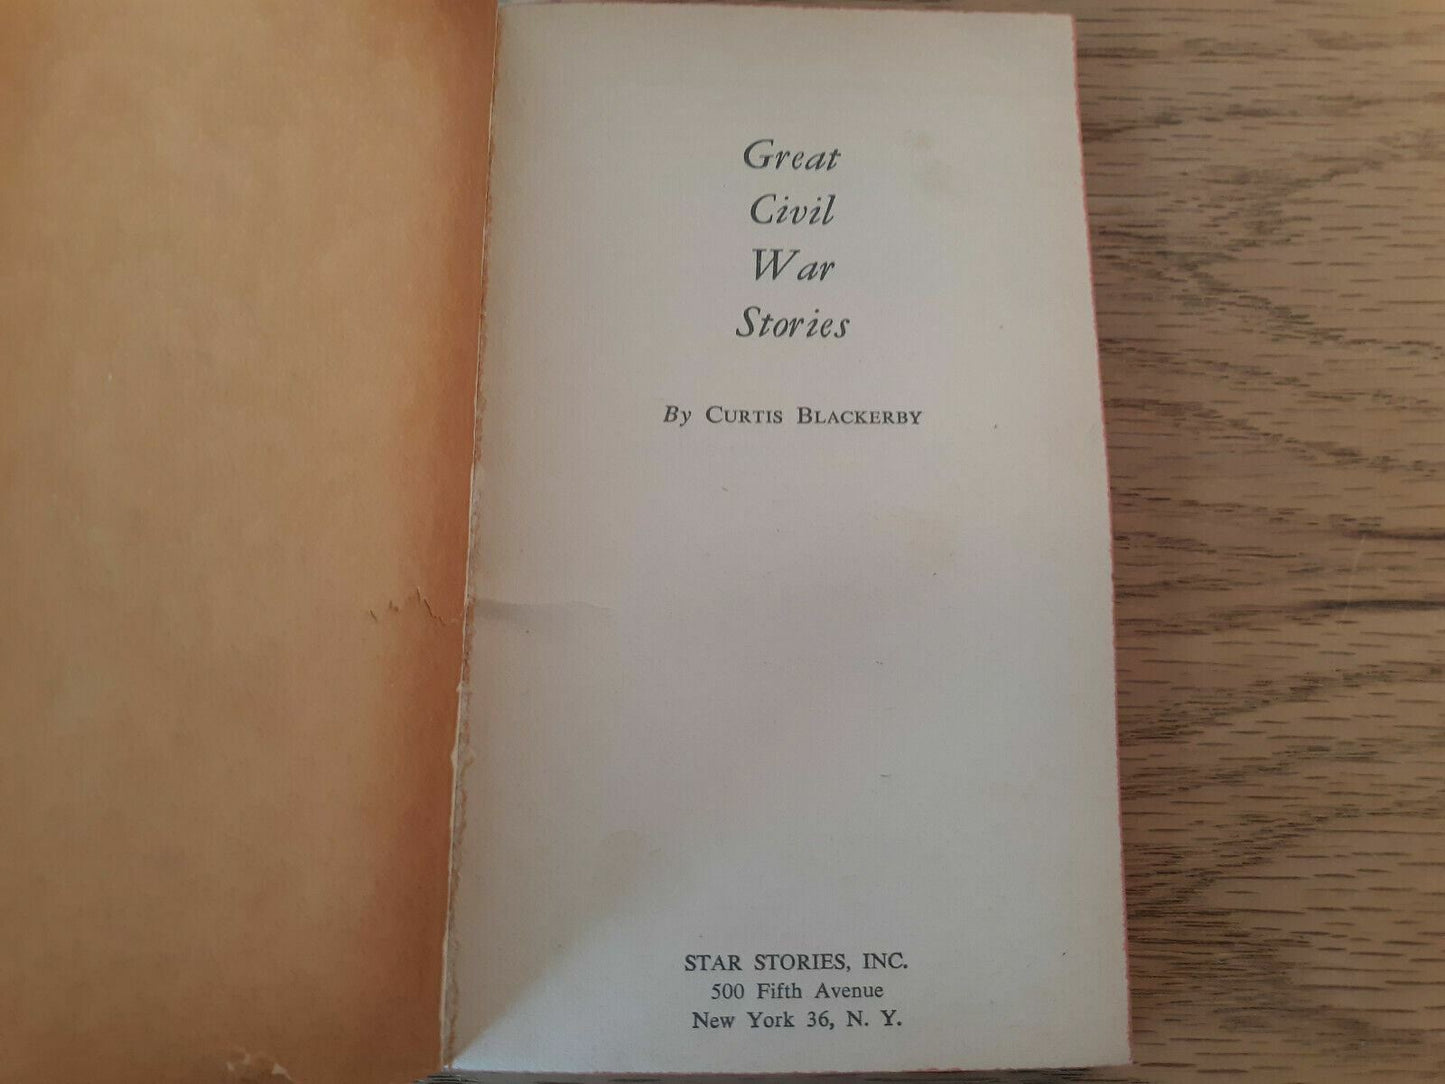 Great
Civil
War
Stories
By CURTIS BLACKERBY
STAR STORIES, INC.
500 Fifth Avenue
New York 36, N. Y.